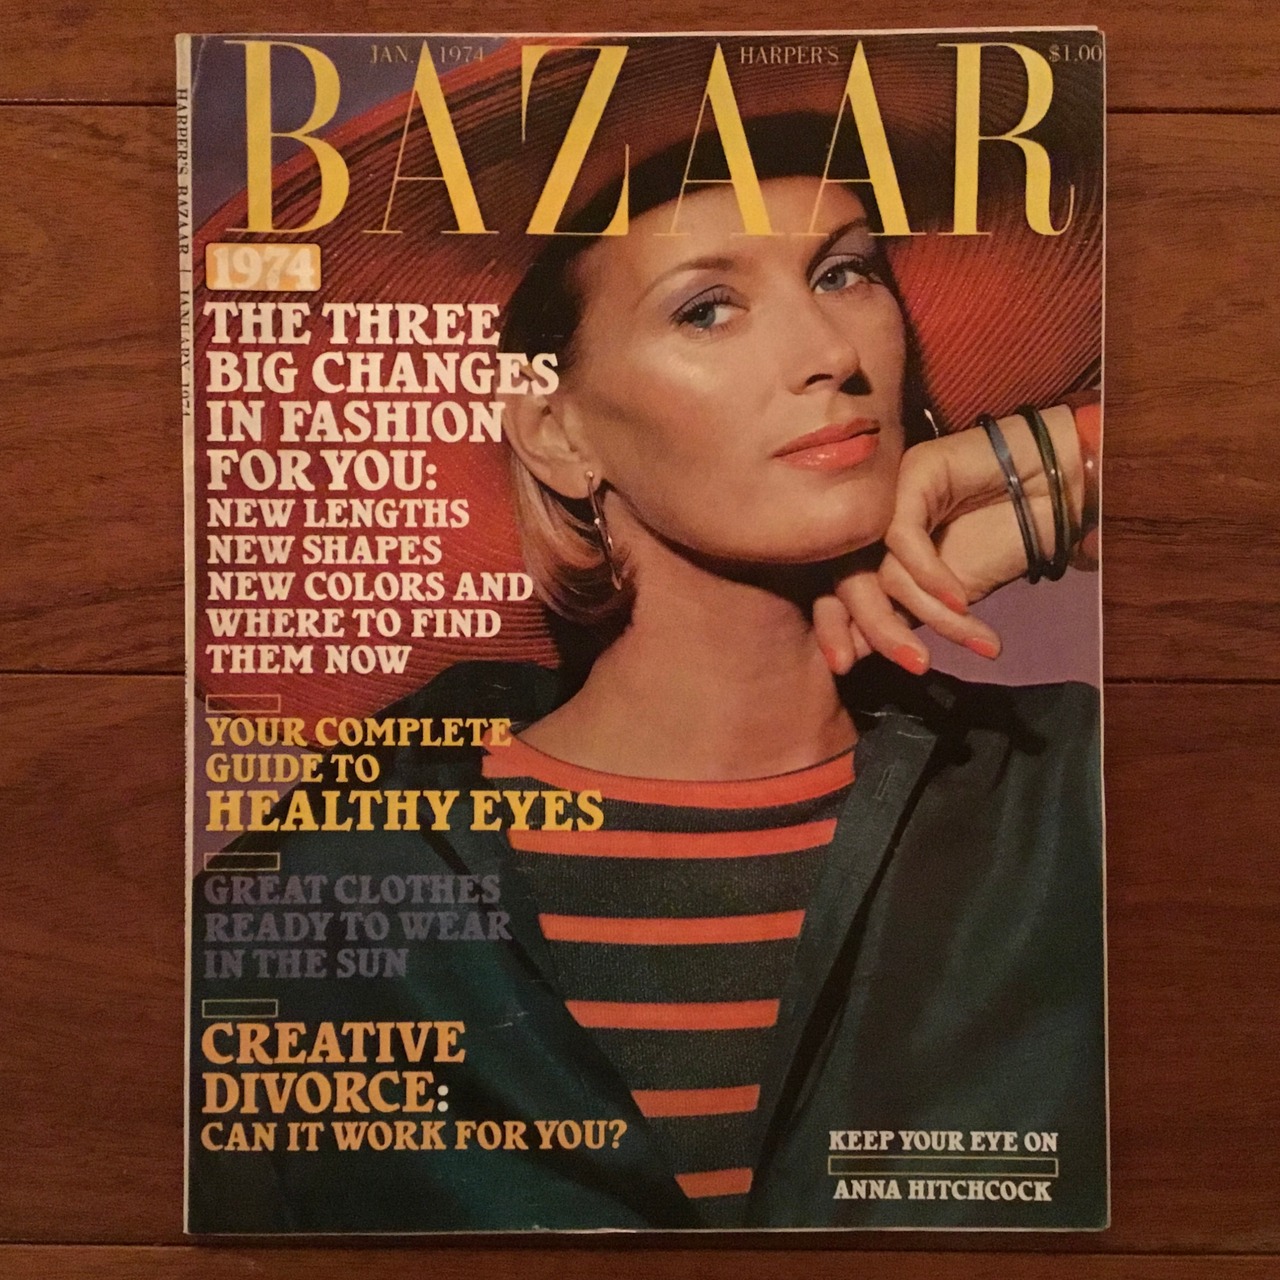 JAN. 1974 HARPER'S $1.00
BAZAAR
HARPER'S BAZAAR | JANUARY 1974
1974
THE THREE
BIG CHANGES
IN FASHION
FOR YOU:
NEW LENGTHS
NEW SHAPES
NEW COLORS AND
WHERE TO FIND
THEM NOW
YOUR COMPLETE
GUIDE TO
HEALTHY EYES
GREAT CLOTHES
READY TO WEAR
IN THE SUN
CREATIVE
DIVORCE:
CAN IT WORK FOR YOU?
KEEP YOUR EYE ON
ANNA HITCHCOCK